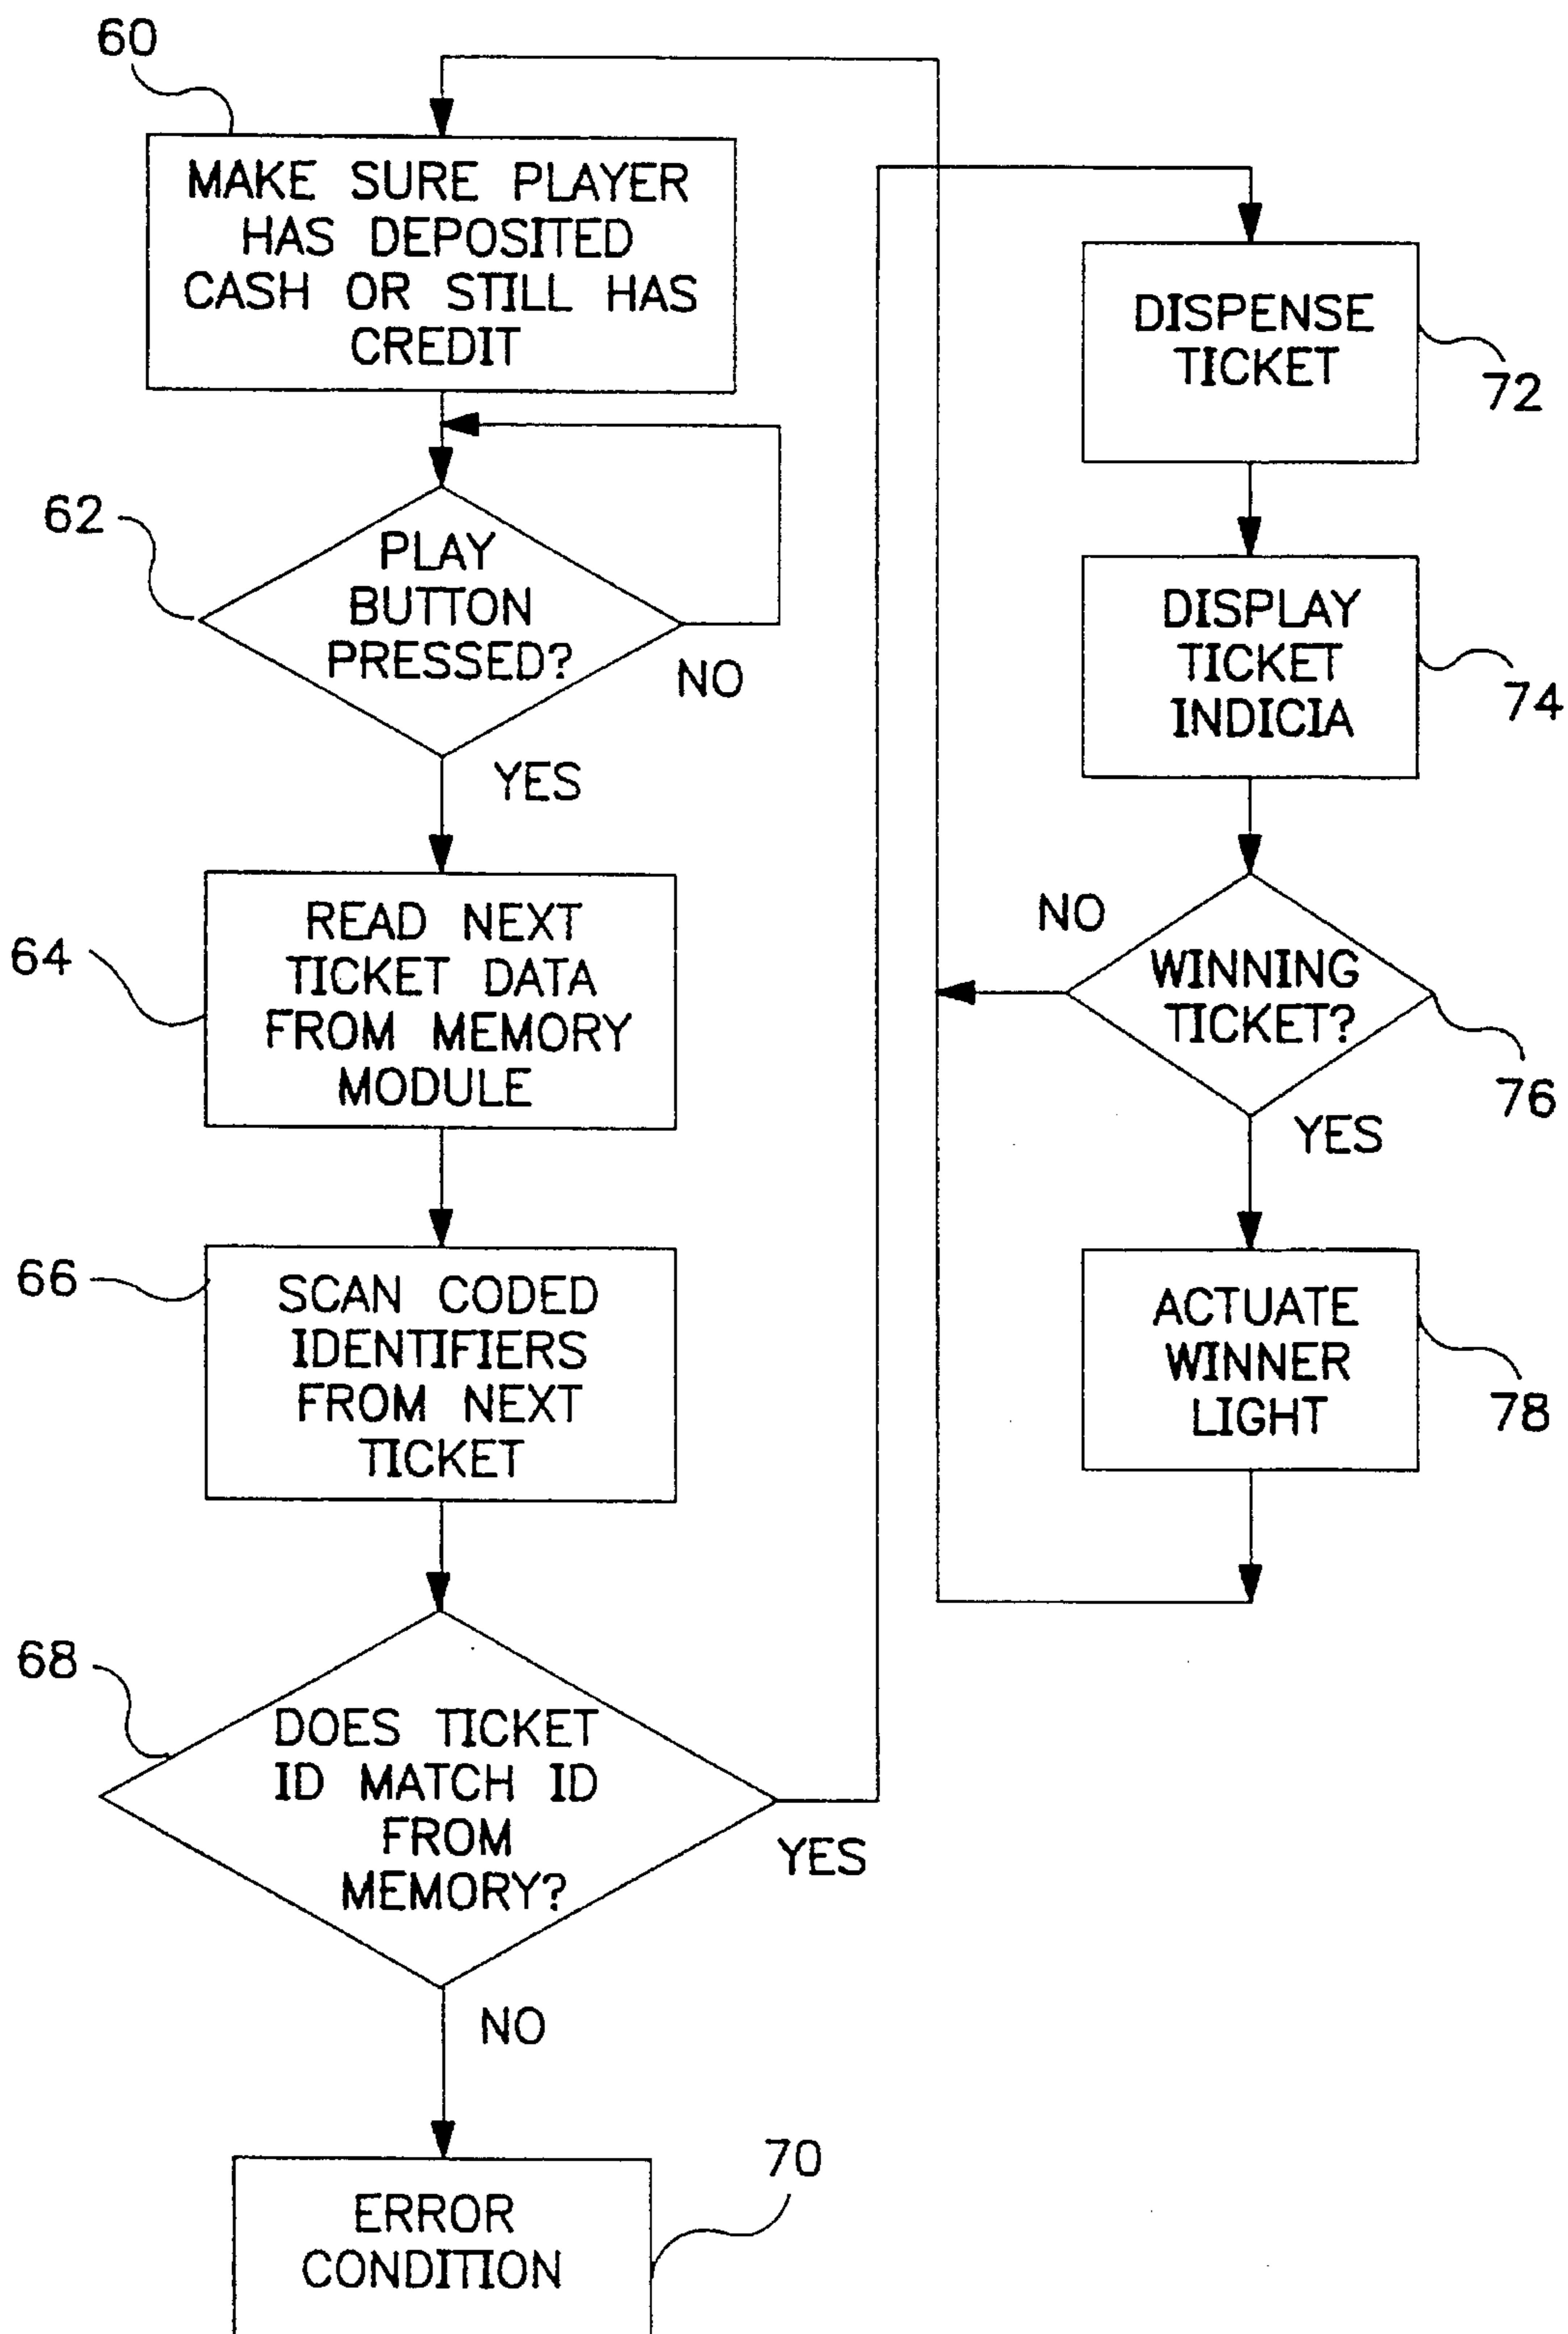 60
MAKE SURE PLAYER
HAS DEPOSITED
CASH OR STILL HAS
CREDIT
62
PLAY
BUTTON
PRESSED?
NO
YES
64
READ NEXT
TICKET DATA
FROM MEMORY
MODULE
66
SCAN CODED
IDENTIFIERS
FROM NEXT
TICKET
68
DOES TICKET
ID MATCH ID
FROM
MEMORY?
YES
NO
70
ERROR
CONDITION
DISPENSE
TICKET
72
DISPLAY
TICKET
INDICIA
74
NO
WINNING
TICKET?
76
YES
ACTUATE
WINNER
LIGHT
78